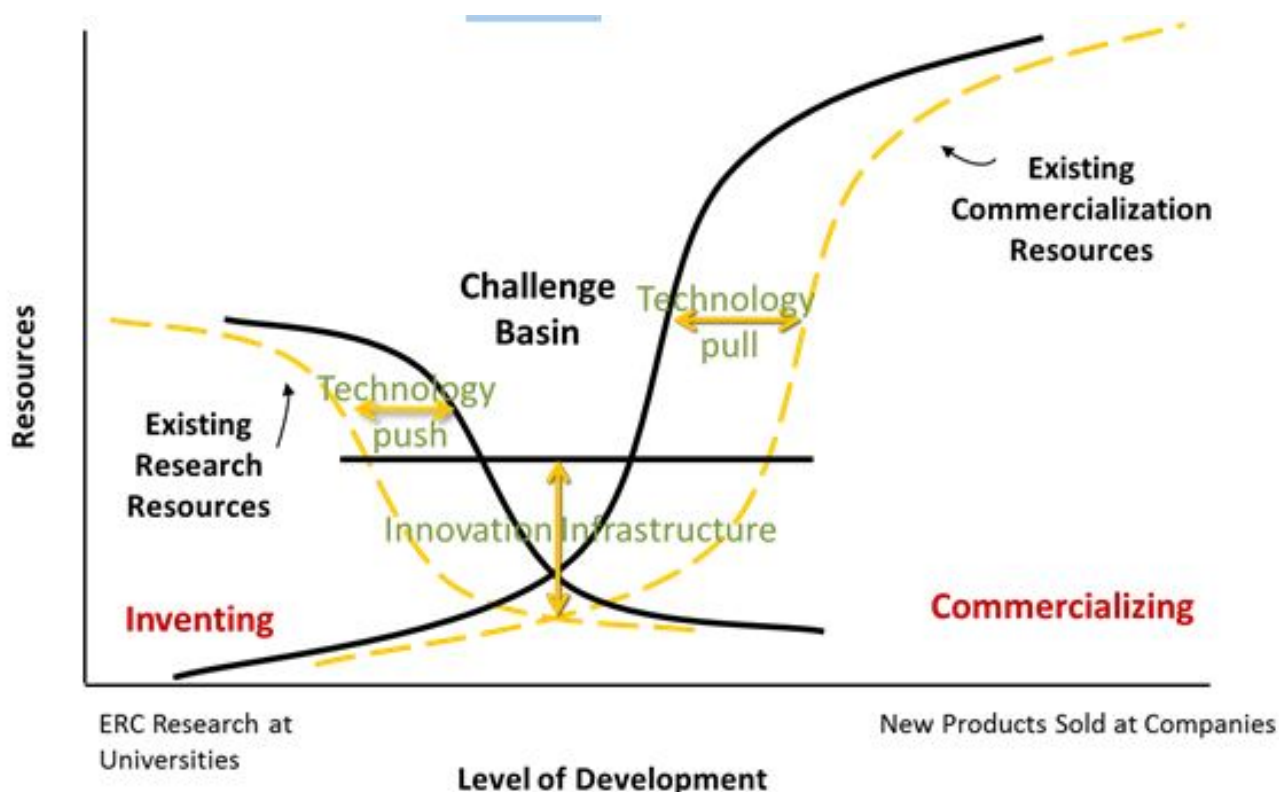 Existing
Commercialization
Resources
Challenge
Basin
Technology
pull
Resources
Technology
push
Existing
Research
Resources
Innovation Infrastructure
Inventing
Commercializing
ERC Research at
Universities
New Products Sold at Companies
Level of Development